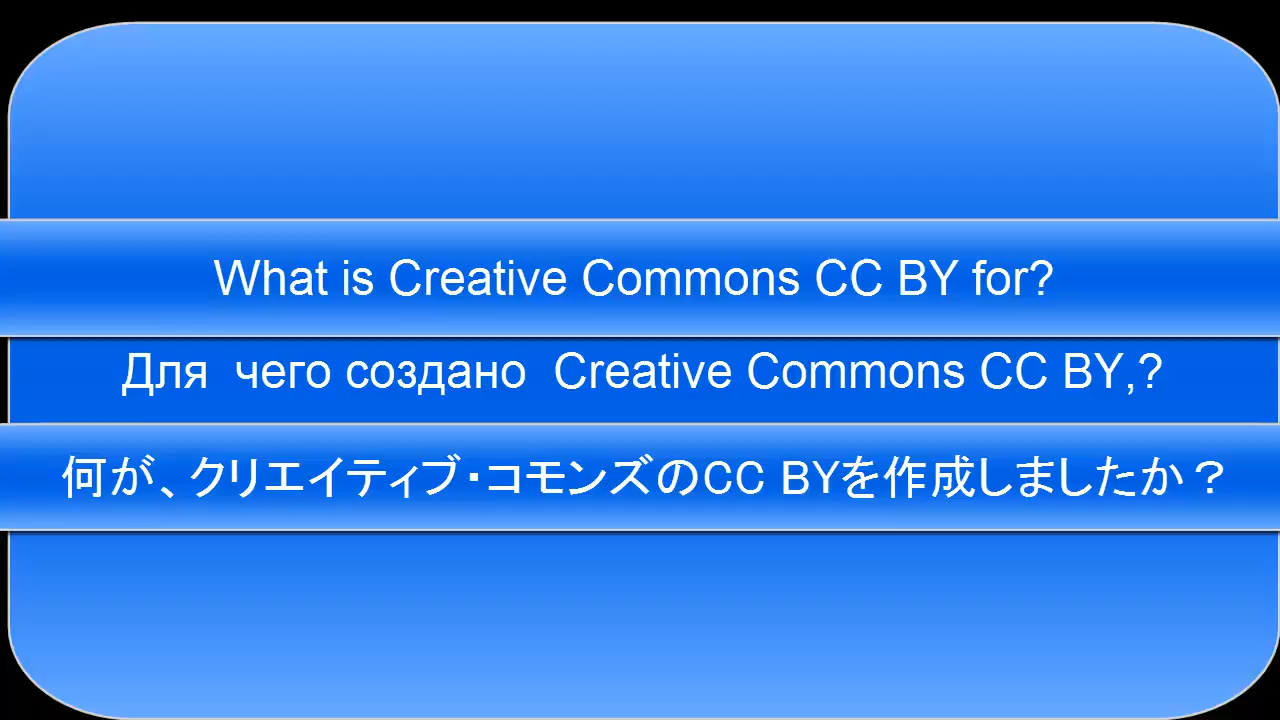 What is Creative Commons CC BY for?
Для чего создано Creative Commons CC BY,?
何が、クリエイティブ・コモンズのCC BYを作成しましたか？